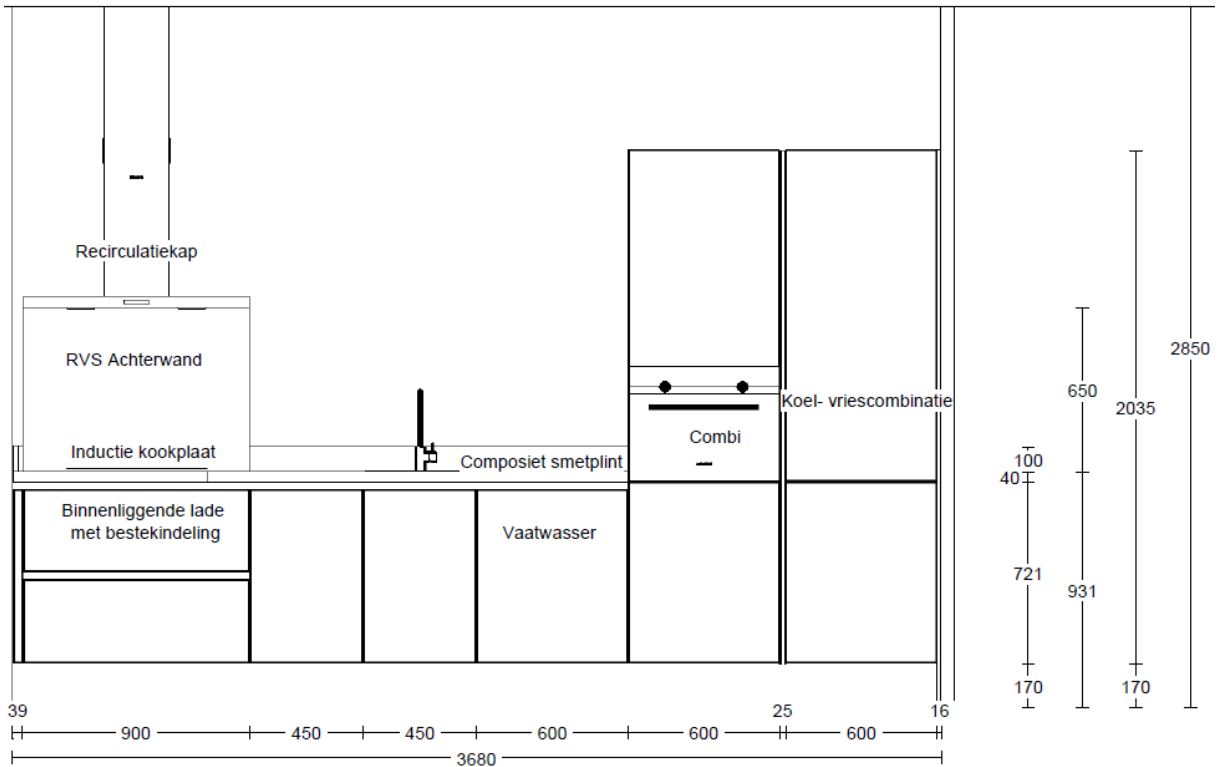 Recirculatiekap
RVS Achterwand
2850
650
Koel- vriescombinatie
2035
Combi
Inductie kookplaat
Composiet smetplint
100
40
Binnenliggende lade
met bestekindeling
Vaatwasser
721
931
170
170
39
25
16
900
450
450
600
600
600
3680